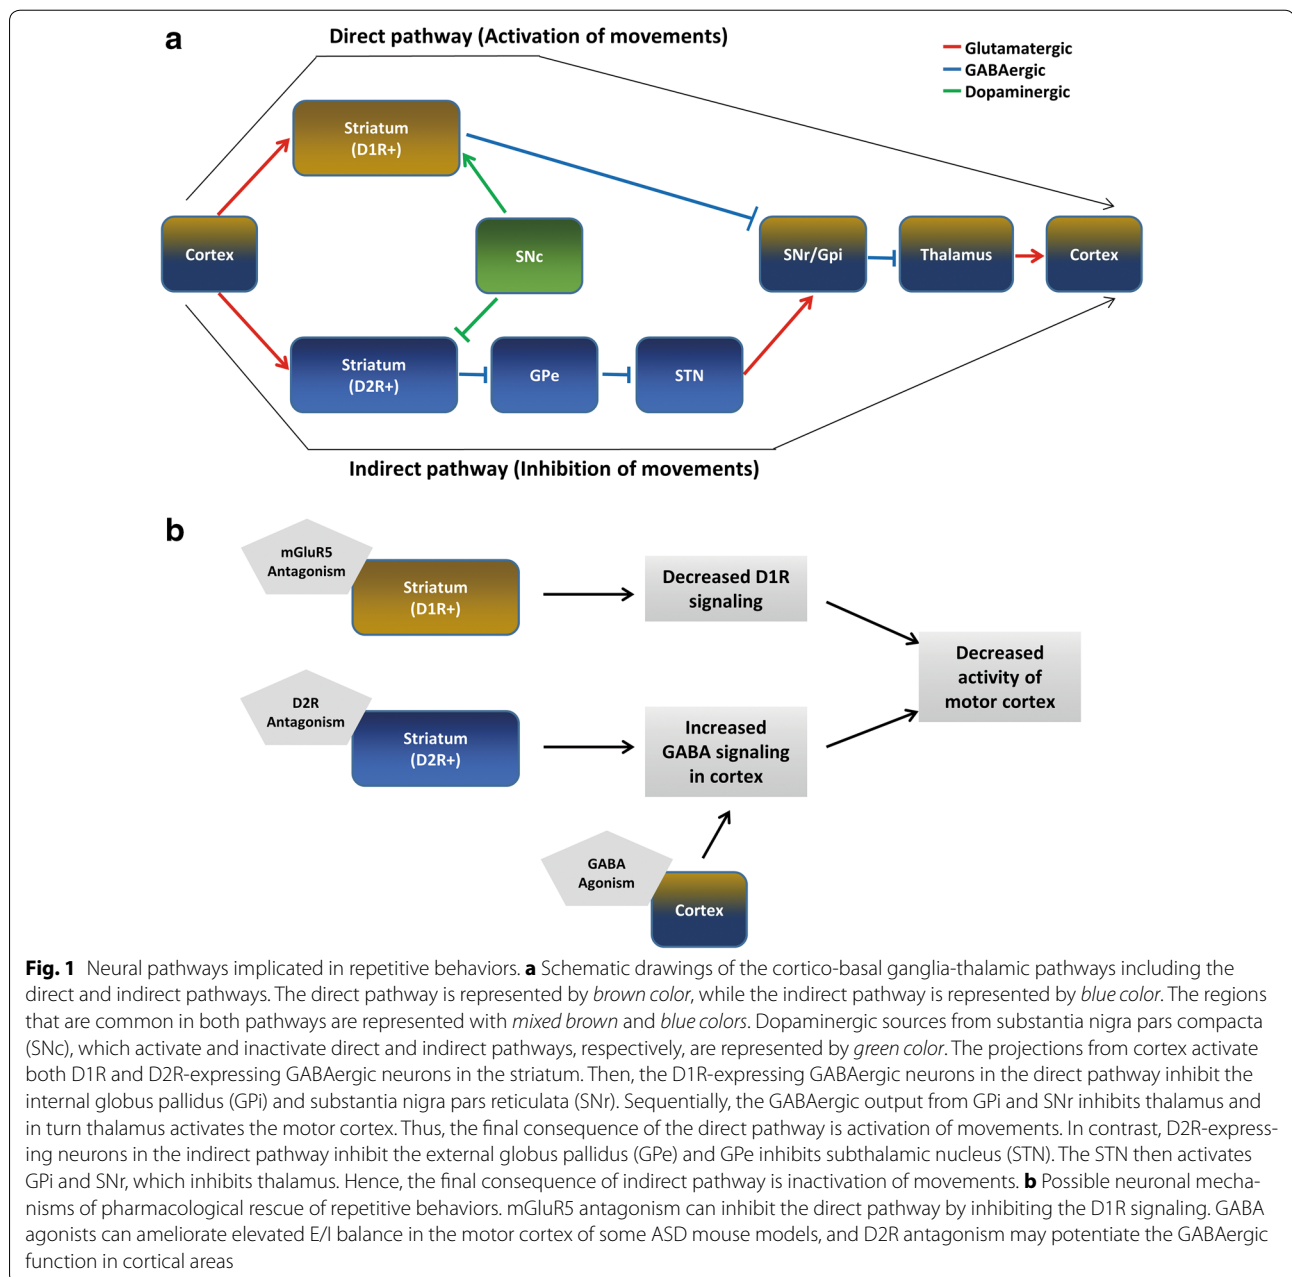 a
Direct pathway (Activation of movements)
Glutamatergic
GABAergic
Dopaminergic
Striatum
(D1R+)
Cortex
SNc
SNr/Gpi
Thalamus
Cortex
Striatum
(D2R+)
GPe
STN
Indirect pathway (Inhibition of movements)
b
mGluR5
Antagonism
Striatum
(D1R+)
Decreased D1R
signaling
Decreased
activity of
motor cortex
D2R
Antagonism
Striatum
(D2R+)
Increased
GABA signaling
in cortex
GABA
Agonism
Cortex
Fig. 1 Neural pathways implicated in repetitive behaviors. a Schematic drawings of the cortico-basal ganglia-thalamic pathways including the
direct and indirect pathways. The direct pathway is represented by brown color, while the indirect pathway is represented by blue color. The regions
that are common in both pathways are represented with mixed brown and blue colors. Dopaminergic sources from substantia nigra pars compacta
(SNc), which activate and inactivate direct and indirect pathways, respectively, are represented by green color. The projections from cortex activate
both D1R and D2R-expressing GABAergic neurons in the striatum. Then, the D1R-expressing GABAergic neurons in the direct pathway inhibit the
internal globus pallidus (GPi) and substantia nigra pars reticulata (SNr). Sequentially, the GABAergic output from GPi and SNr inhibits thalamus and
in turn thalamus activates the motor cortex. Thus, the final consequence of the direct pathway is activation of movements. In contrast, D2R-express-
ing neurons in the indirect pathway inhibit the external globus pallidus (GPe) and GPe inhibits subthalamic nucleus (STN). The STN then activates
GPi and SNr, which inhibits thalamus. Hence, the final consequence of indirect pathway is inactivation of movements. b Possible neuronal mecha-
nisms of pharmacological rescue of repetitive behaviors. mGluR5 antagonism can inhibit the direct pathway by inhibiting the D1R signaling. GABA
agonists can ameliorate elevated E/I balance in the motor cortex of some ASD mouse models, and D2R antagonism may potentiate the GABAergic
function in cortical areas